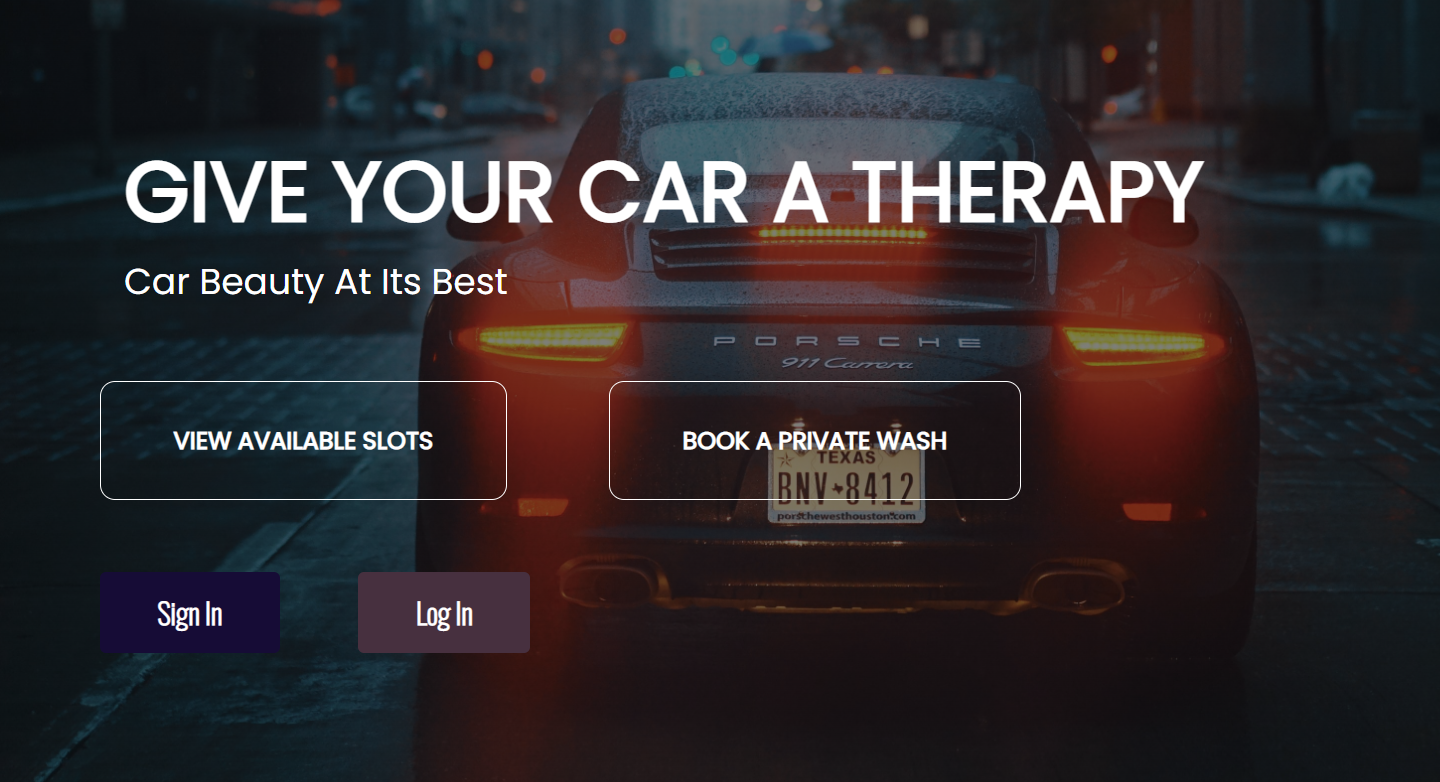 GIVE YOUR CAR A THERAPY
Car Beauty At Its Best
PORSCHE
911 Carrera
VIEW AVAILABLE SLOTS
BOOK A PRIVATE WASH
TEXAS
BNV 8412
porschewesthouston.com
Sign In
Log In